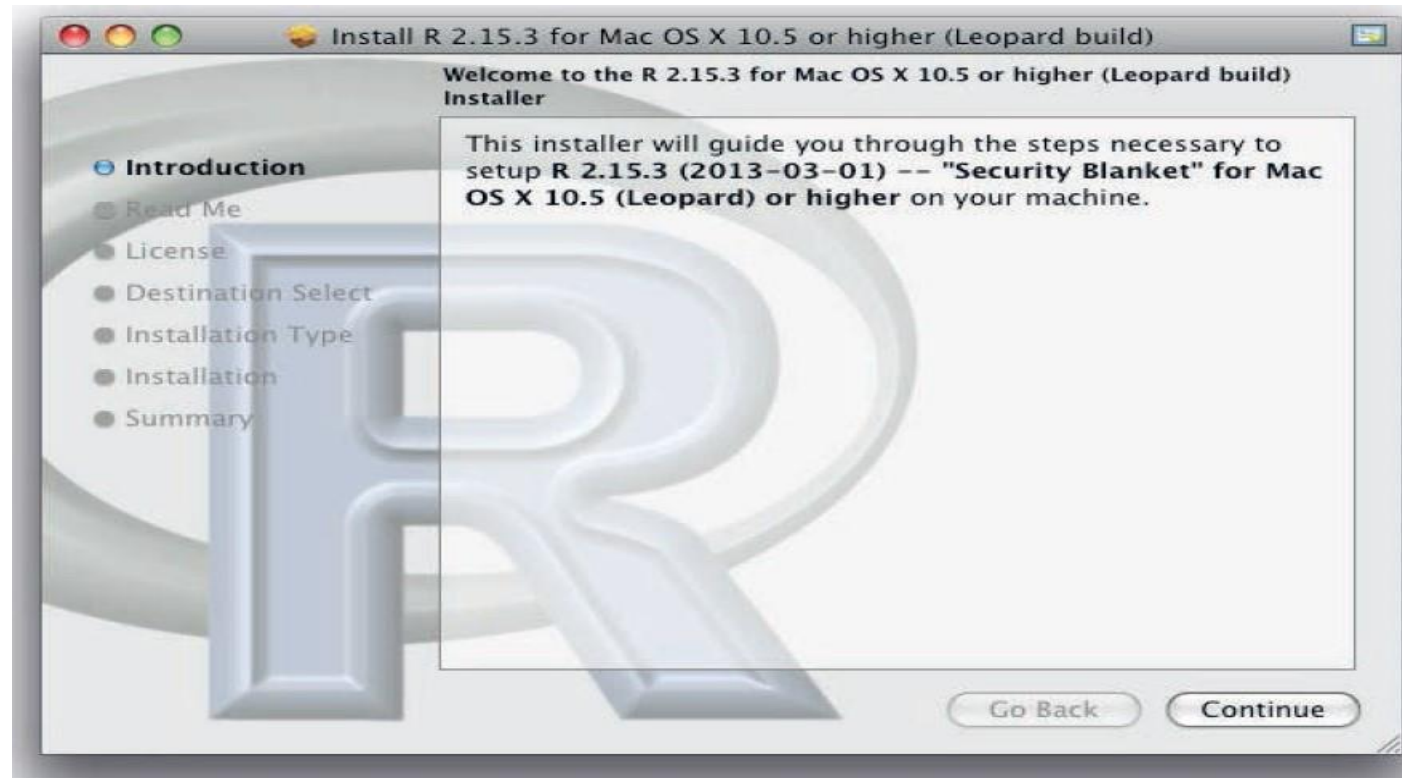 Install R 2.15.3 for Mac OS X 10.5 or higher (Leopard build)
Welcome to the R 2.15.3 for Mac OS X 10.5 or higher (Leopard build)
Installer
Introduction
Read Me
License
Destination Select
Installation Type
Installation
Summary
This installer will guide you through the steps necessary to
setup R 2.15.3 (2013-03-01) -- "Security Blanket" for Mac
OS X 10.5 (Leopard) or higher on your machine.
R
Go Back
Continue